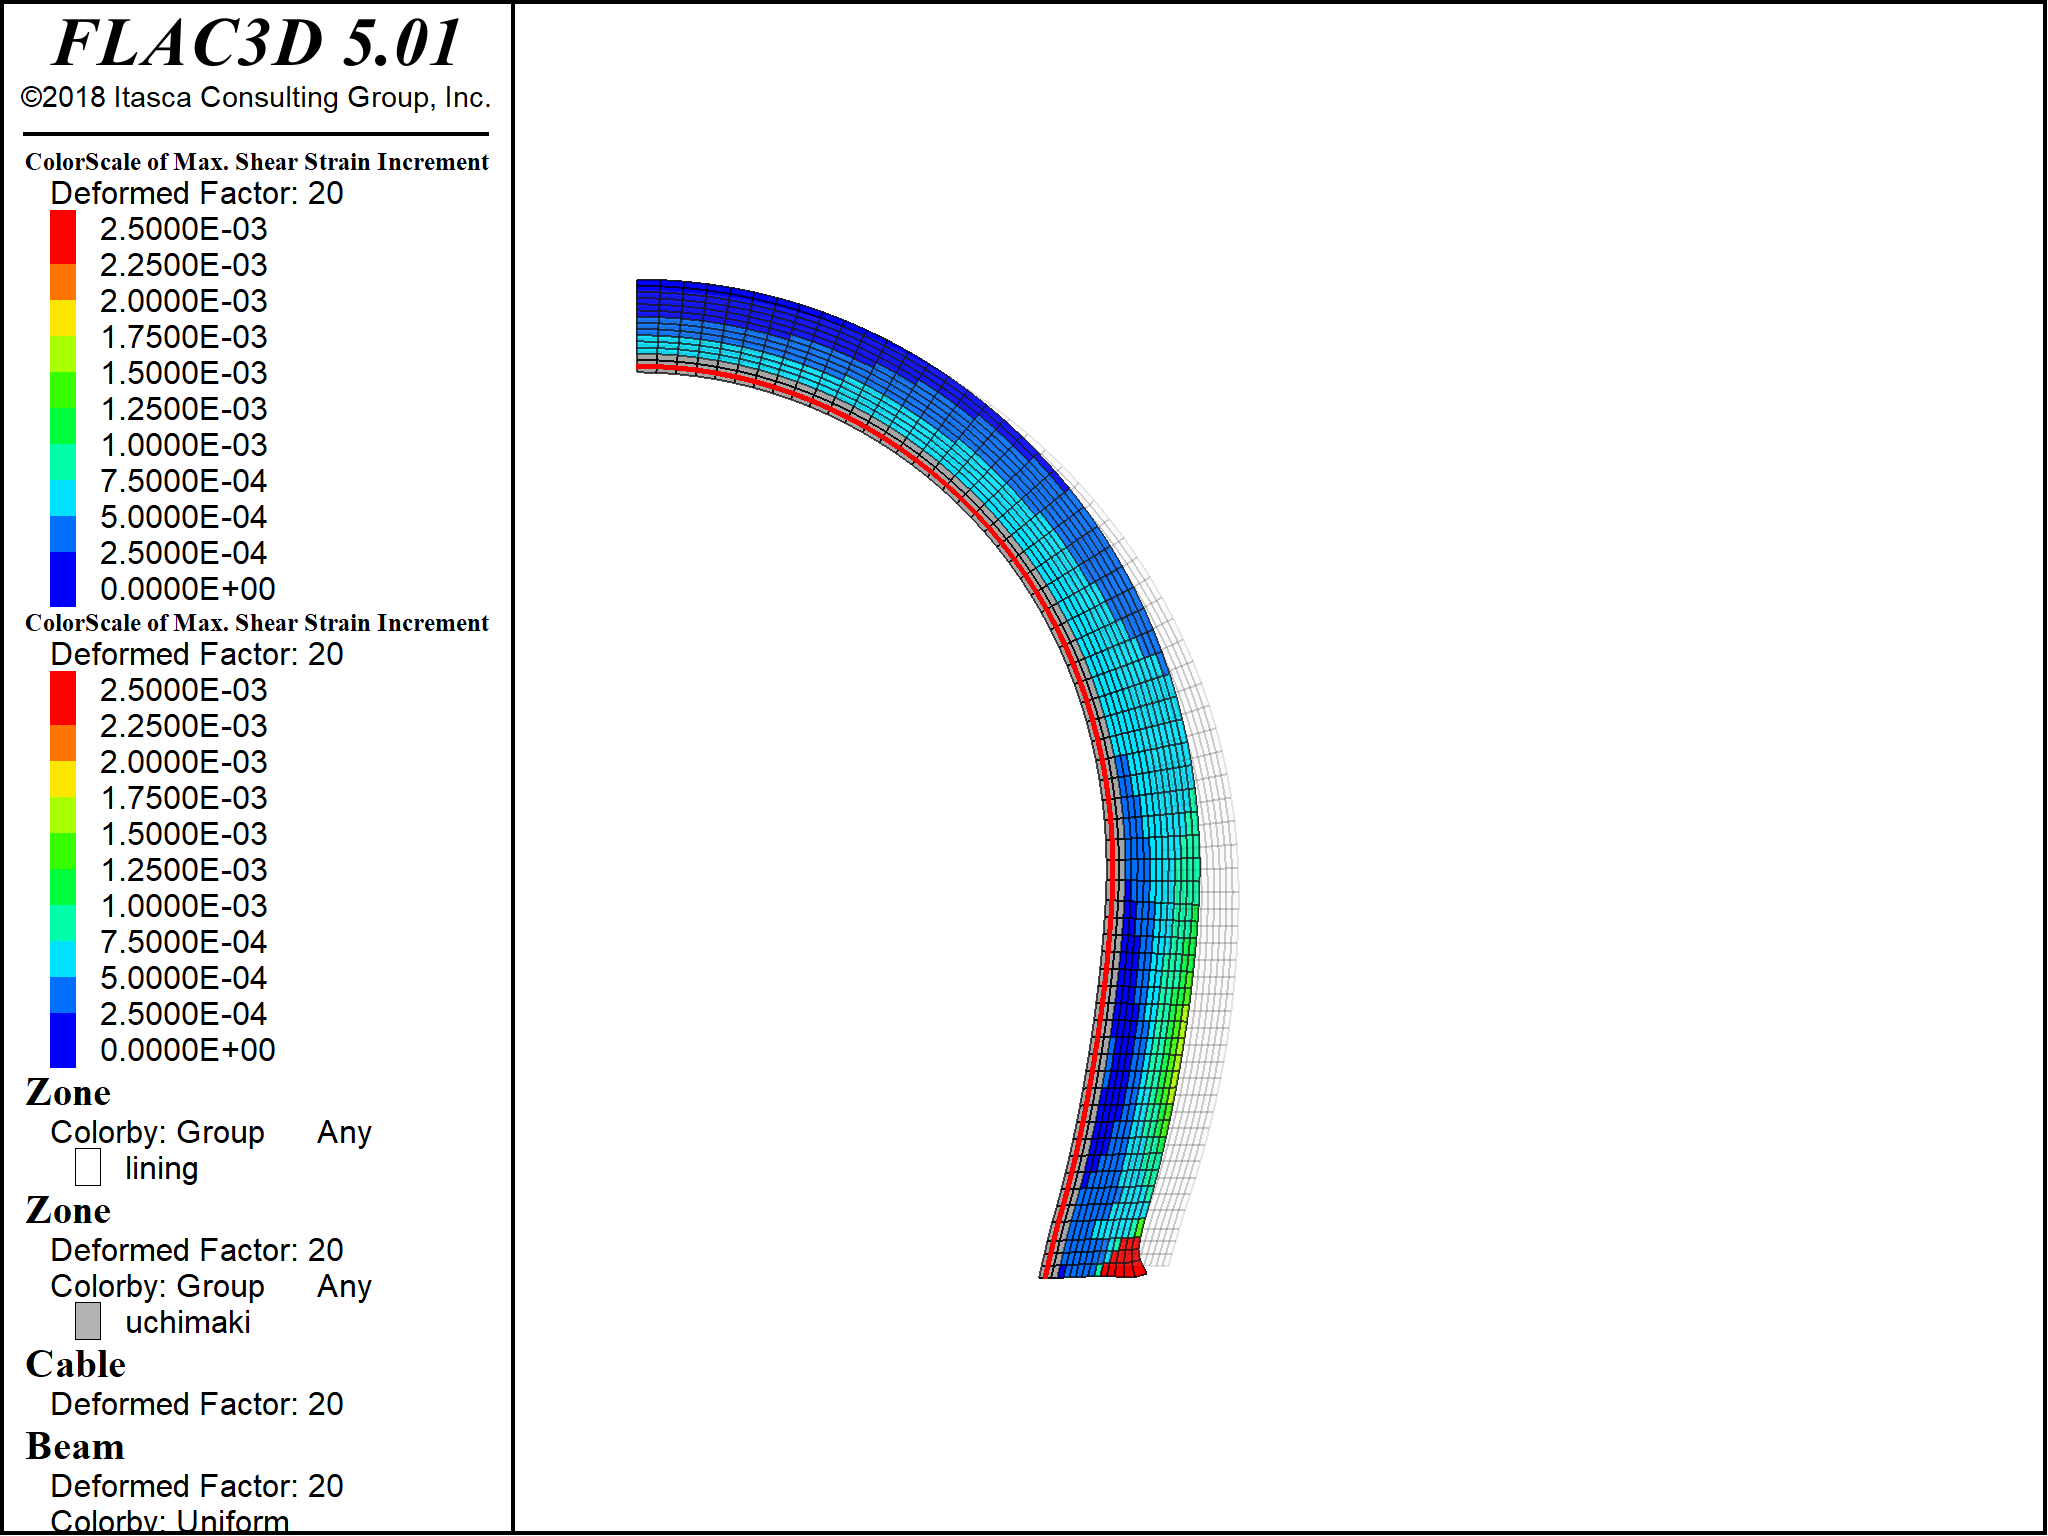 FLAC3D 5.01
©2018 Itasca Consulting Group, Inc.
ColorScale of Max. Shear Strain Increment
Deformed Factor: 20
2.5000E-03
2.2500E-03
2.0000E-03
1.7500E-03
1.5000E-03
1.2500E-03
1.0000E-03
7.5000E-04
5.0000E-04
2.5000E-04
0.0000E+00
ColorScale of Max. Shear Strain Increment
Deformed Factor: 20
2.5000E-03
2.2500E-03
2.0000E-03
1.7500E-03
1.5000E-03
1.2500E-03
1.0000E-03
7.5000E-04
5.0000E-04
2.5000E-04
0.0000E+00
Zone
Colorby: Group Any
lining
Zone
Deformed Factor: 20
Colorby: Group Any
uchimaki
Cable
Deformed Factor: 20
Beam
Deformed Factor: 20
Colorby: Uniform